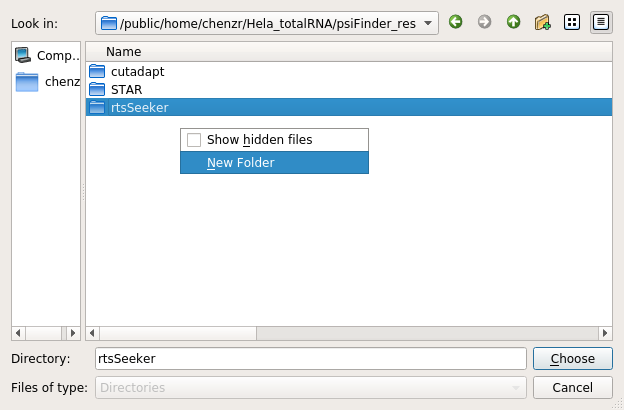 Look in: /public/home/chenzr/Hela_totalRNA/psiFinder_res
Comp...
chenz
Name
cutadapt
STAR
rtsSeeker
Show hidden files
New Folder
Directory: rtsSeeker
Choose
Files of type: Directories
Cancel